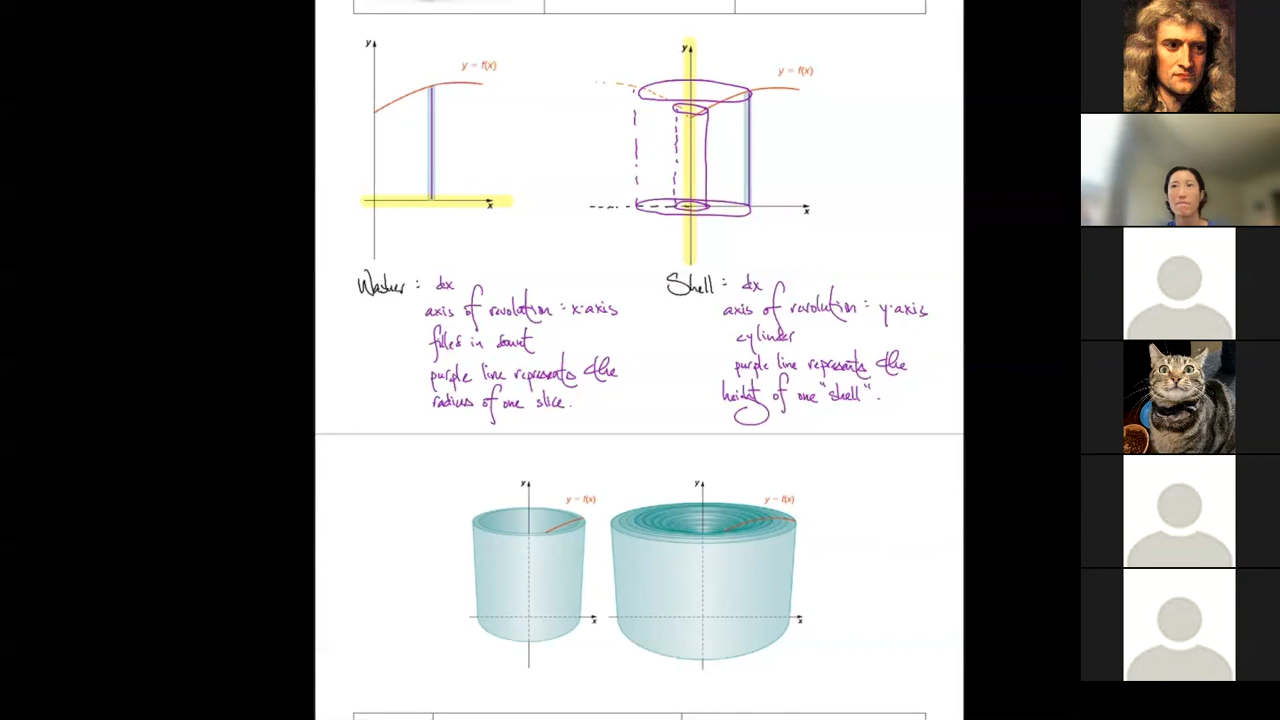 y
y = f(x)
x
y
y = f(x)
x
Washer : dx
axis of revolution = x-axis
filled in
purple line represents the
radius of one slice.
Shell : dx
axis of revolution = y-axis
cylinder
purple line represents the
height of one "shell".
y
y = f(x)
x
y
y = f(x)
x